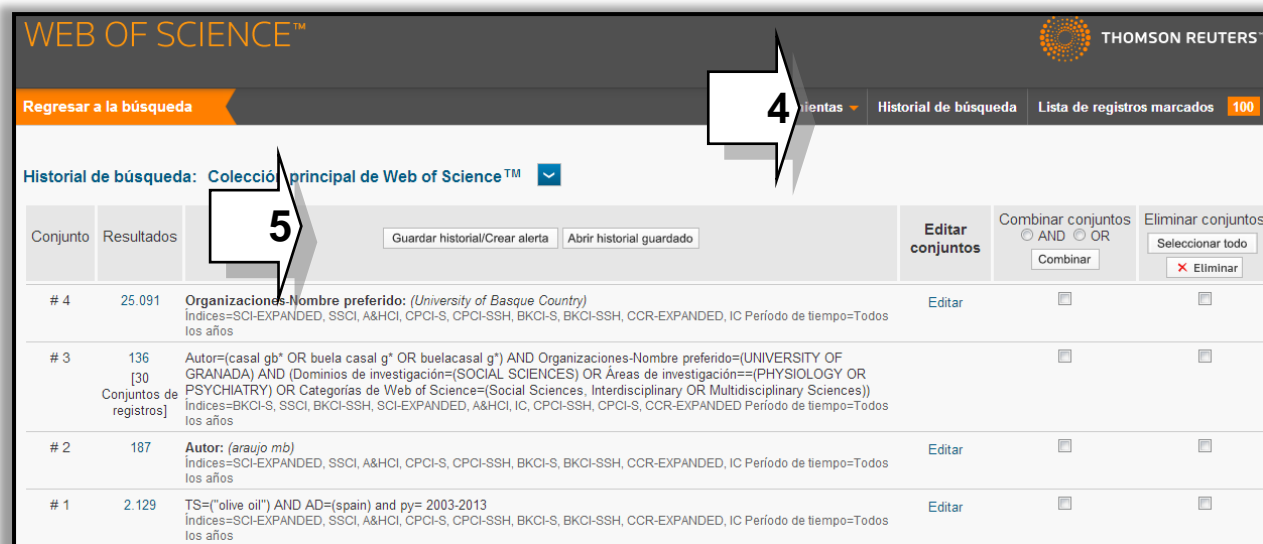 WEB OF SCIENCE™
THOMSON REUTERS™
Regresar a la búsqueda
4
Historial de búsqueda
Lista de registros marcados 100
Historial de búsqueda: Colección principal de Web of Science™
5
Conjunto
Resultados
Guardar historial/Crear alerta
Abrir historial guardado
Editar
conjuntos
Combinar conjuntos
AND OR
Combinar
Eliminar conjuntos
Seleccionar todo
Eliminar
# 4
25.091
Organizaciones-Nombre preferido: (University of Basque Country)
Índices=SCI-EXPANDED, SSCI, A&HCI, CPCI-S, CPCI-SSH, BKCI-S, BKCI-SSH, CCR-EXPANDED, IC Período de tiempo=Todos
los años
Editar
# 3
136
[30
Conjuntos de
registros]
Autor=(casal gb* OR buela casal g* OR buelacasal g*) AND Organizaciones-Nombre preferido=(UNIVERSITY OF
GRANADA) AND (Dominios de investigación=(SOCIAL SCIENCES) OR Áreas de investigación==(PHYSIOLOGY OR
PSYCHIATRY) OR Categorías de Web of Science=(Social Sciences, Interdisciplinary OR Multidisciplinary Sciences))
Índices=BKCI-S, SSCI, BKCI-SSH, SCI-EXPANDED, A&HCI, IC, CPCI-SSH, CPCI-S, CCR-EXPANDED Período de tiempo=Todos
los años
# 2
187
Autor: (araujo mb)
Índices=SCI-EXPANDED, SSCI, A&HCI, CPCI-S, CPCI-SSH, BKCI-S, BKCI-SSH, CCR-EXPANDED, IC Período de tiempo=Todos
los años
Editar
# 1
2.129
TS=("olive oil") AND AD=(spain) and py= 2003-2013
Índices=SCI-EXPANDED, SSCI, A&HCI, CPCI-S, CPCI-SSH, BKCI-S, BKCI-SSH, CCR-EXPANDED, IC Período de tiempo=Todos
los años
Editar